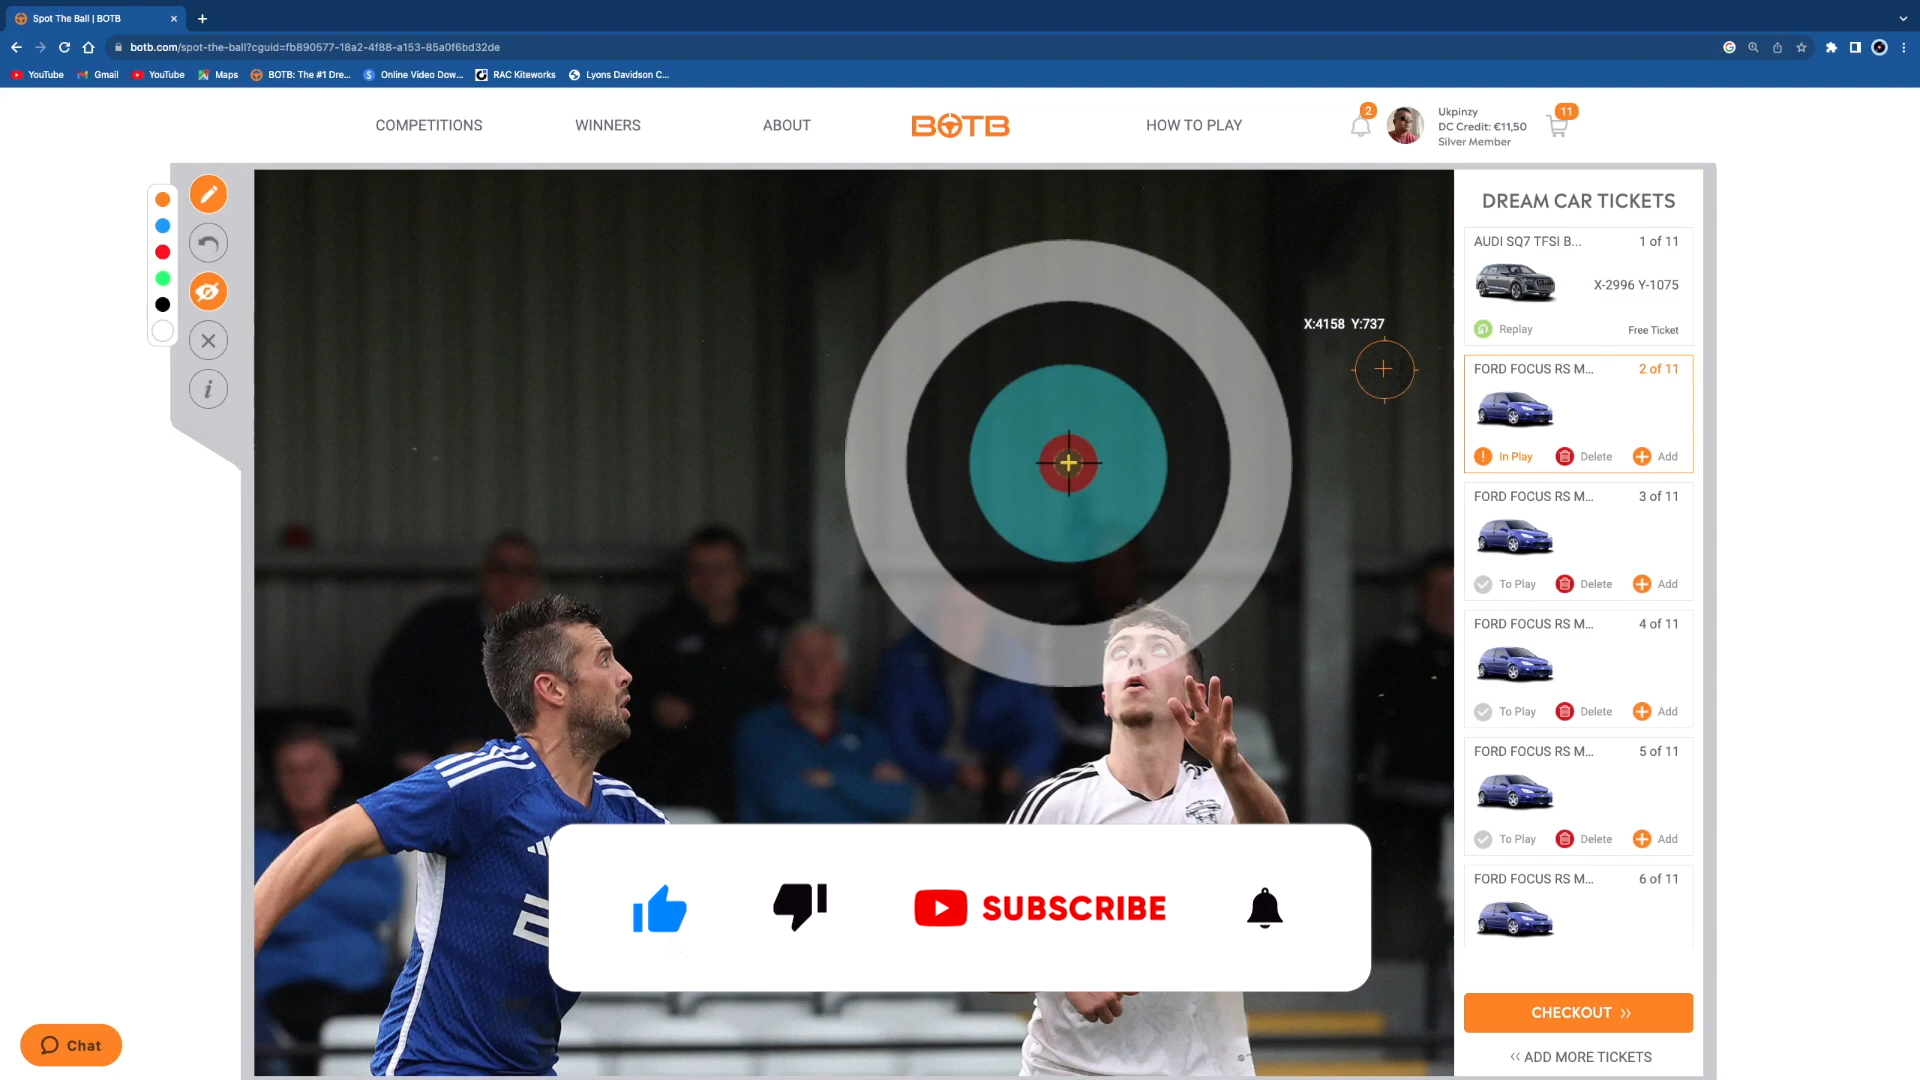 Spot The Ball | BOTB
botb.com/spot-the-ball?cguid=fb890577-18a2-4f88-a153-85a0f6bd32de
YouTube Gmail YouTube Maps BOTB: The #1 Dre... Online Video Dow... RAC Kiteworks Lyons Davidson C...
COMPETITIONS WINNERS ABOUT BOTB HOW TO PLAY
2
Ukpinzy
DC Credit: €11,50
Silver Member
11
X:4158 Y:737
DREAM CAR TICKETS
AUDI SQ7 TFSI B... 1 of 11
X-2996 Y-1075
Replay Free Ticket
FORD FOCUS RS M... 2 of 11
In Play Delete Add
FORD FOCUS RS M... 3 of 11
To Play Delete Add
FORD FOCUS RS M... 4 of 11
To Play Delete Add
FORD FOCUS RS M... 5 of 11
To Play Delete Add
FORD FOCUS RS M... 6 of 11
SUBSCRIBE
CHECKOUT >>
<< ADD MORE TICKETS
Chat